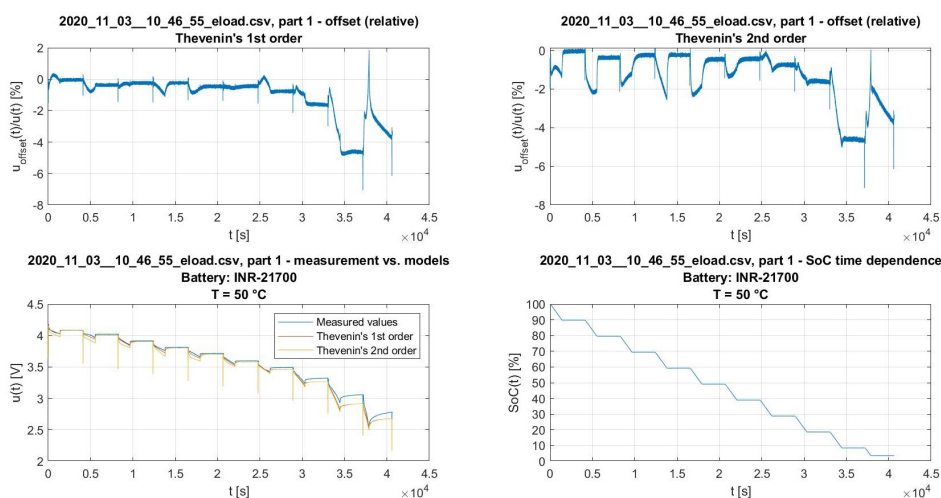 2020_11_03__10_46_55_eload.csv, part 1 - offset (relative)
Thevenin's 1st order
u_offset(t)/u(t) [%]
2
0
-2
-4
-6
-8
0 0.5 1 1.5 2 2.5 3 3.5 4 4.5
t [s]
×10^4
2020_11_03__10_46_55_eload.csv, part 1 - offset (relative)
Thevenin's 2nd order
u_offset(t)/u(t) [%]
0
-2
-4
-6
-8
0 0.5 1 1.5 2 2.5 3 3.5 4 4.5
t [s]
×10^4
2020_11_03__10_46_55_eload.csv, part 1 - measurement vs. models
Battery: INR-21700
T = 50 °C
u(t) [V]
4.5
4
3.5
3
2.5
2
Measured values
Thevenin's 1st order
Thevenin's 2nd order
0 0.5 1 1.5 2 2.5 3 3.5 4 4.5
t [s]
×10^4
2020_11_03__10_46_55_eload.csv, part 1 - SoC time dependence
Battery: INR-21700
T = 50 °C
SoC(t) [%]
100
90
80
70
60
50
40
30
20
10
0
0 0.5 1 1.5 2 2.5 3 3.5 4 4.5
t [s]
×10^4